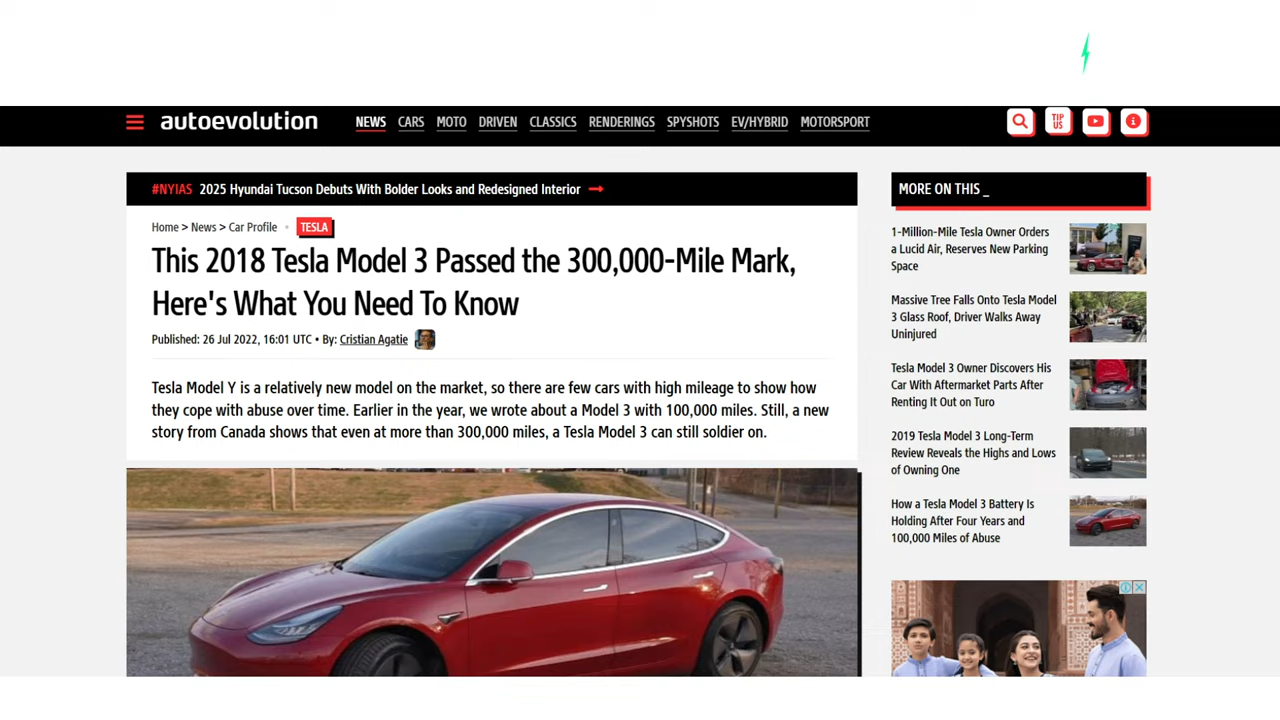 autoevolution
NEWS CARS MOTO DRIVEN CLASSICS RENDERINGS SPYSHOTS EV/HYBRID MOTORSPORT
TIP
US
#NYIAS 2025 Hyundai Tucson Debuts With Bolder Looks and Redesigned Interior
Home > News > Car Profile • TESLA
This 2018 Tesla Model 3 Passed the 300,000-Mile Mark,
Here's What You Need To Know
Published: 26 Jul 2022, 16:01 UTC • By: Cristian Agatie
Tesla Model Y is a relatively new model on the market, so there are few cars with high mileage to show how
they cope with abuse over time. Earlier in the year, we wrote about a Model 3 with 100,000 miles. Still, a new
story from Canada shows that even at more than 300,000 miles, a Tesla Model 3 can still soldier on.
MORE ON THIS _
1-Million-Mile Tesla Owner Orders
a Lucid Air, Reserves New Parking
Space
Massive Tree Falls Onto Tesla Model
3 Glass Roof, Driver Walks Away
Uninjured
Tesla Model 3 Owner Discovers His
Car With Aftermarket Parts After
Renting It Out on Turo
2019 Tesla Model 3 Long-Term
Review Reveals the Highs and Lows
of Owning One
How a Tesla Model 3 Battery Is
Holding After Four Years and
100,000 Miles of Abuse